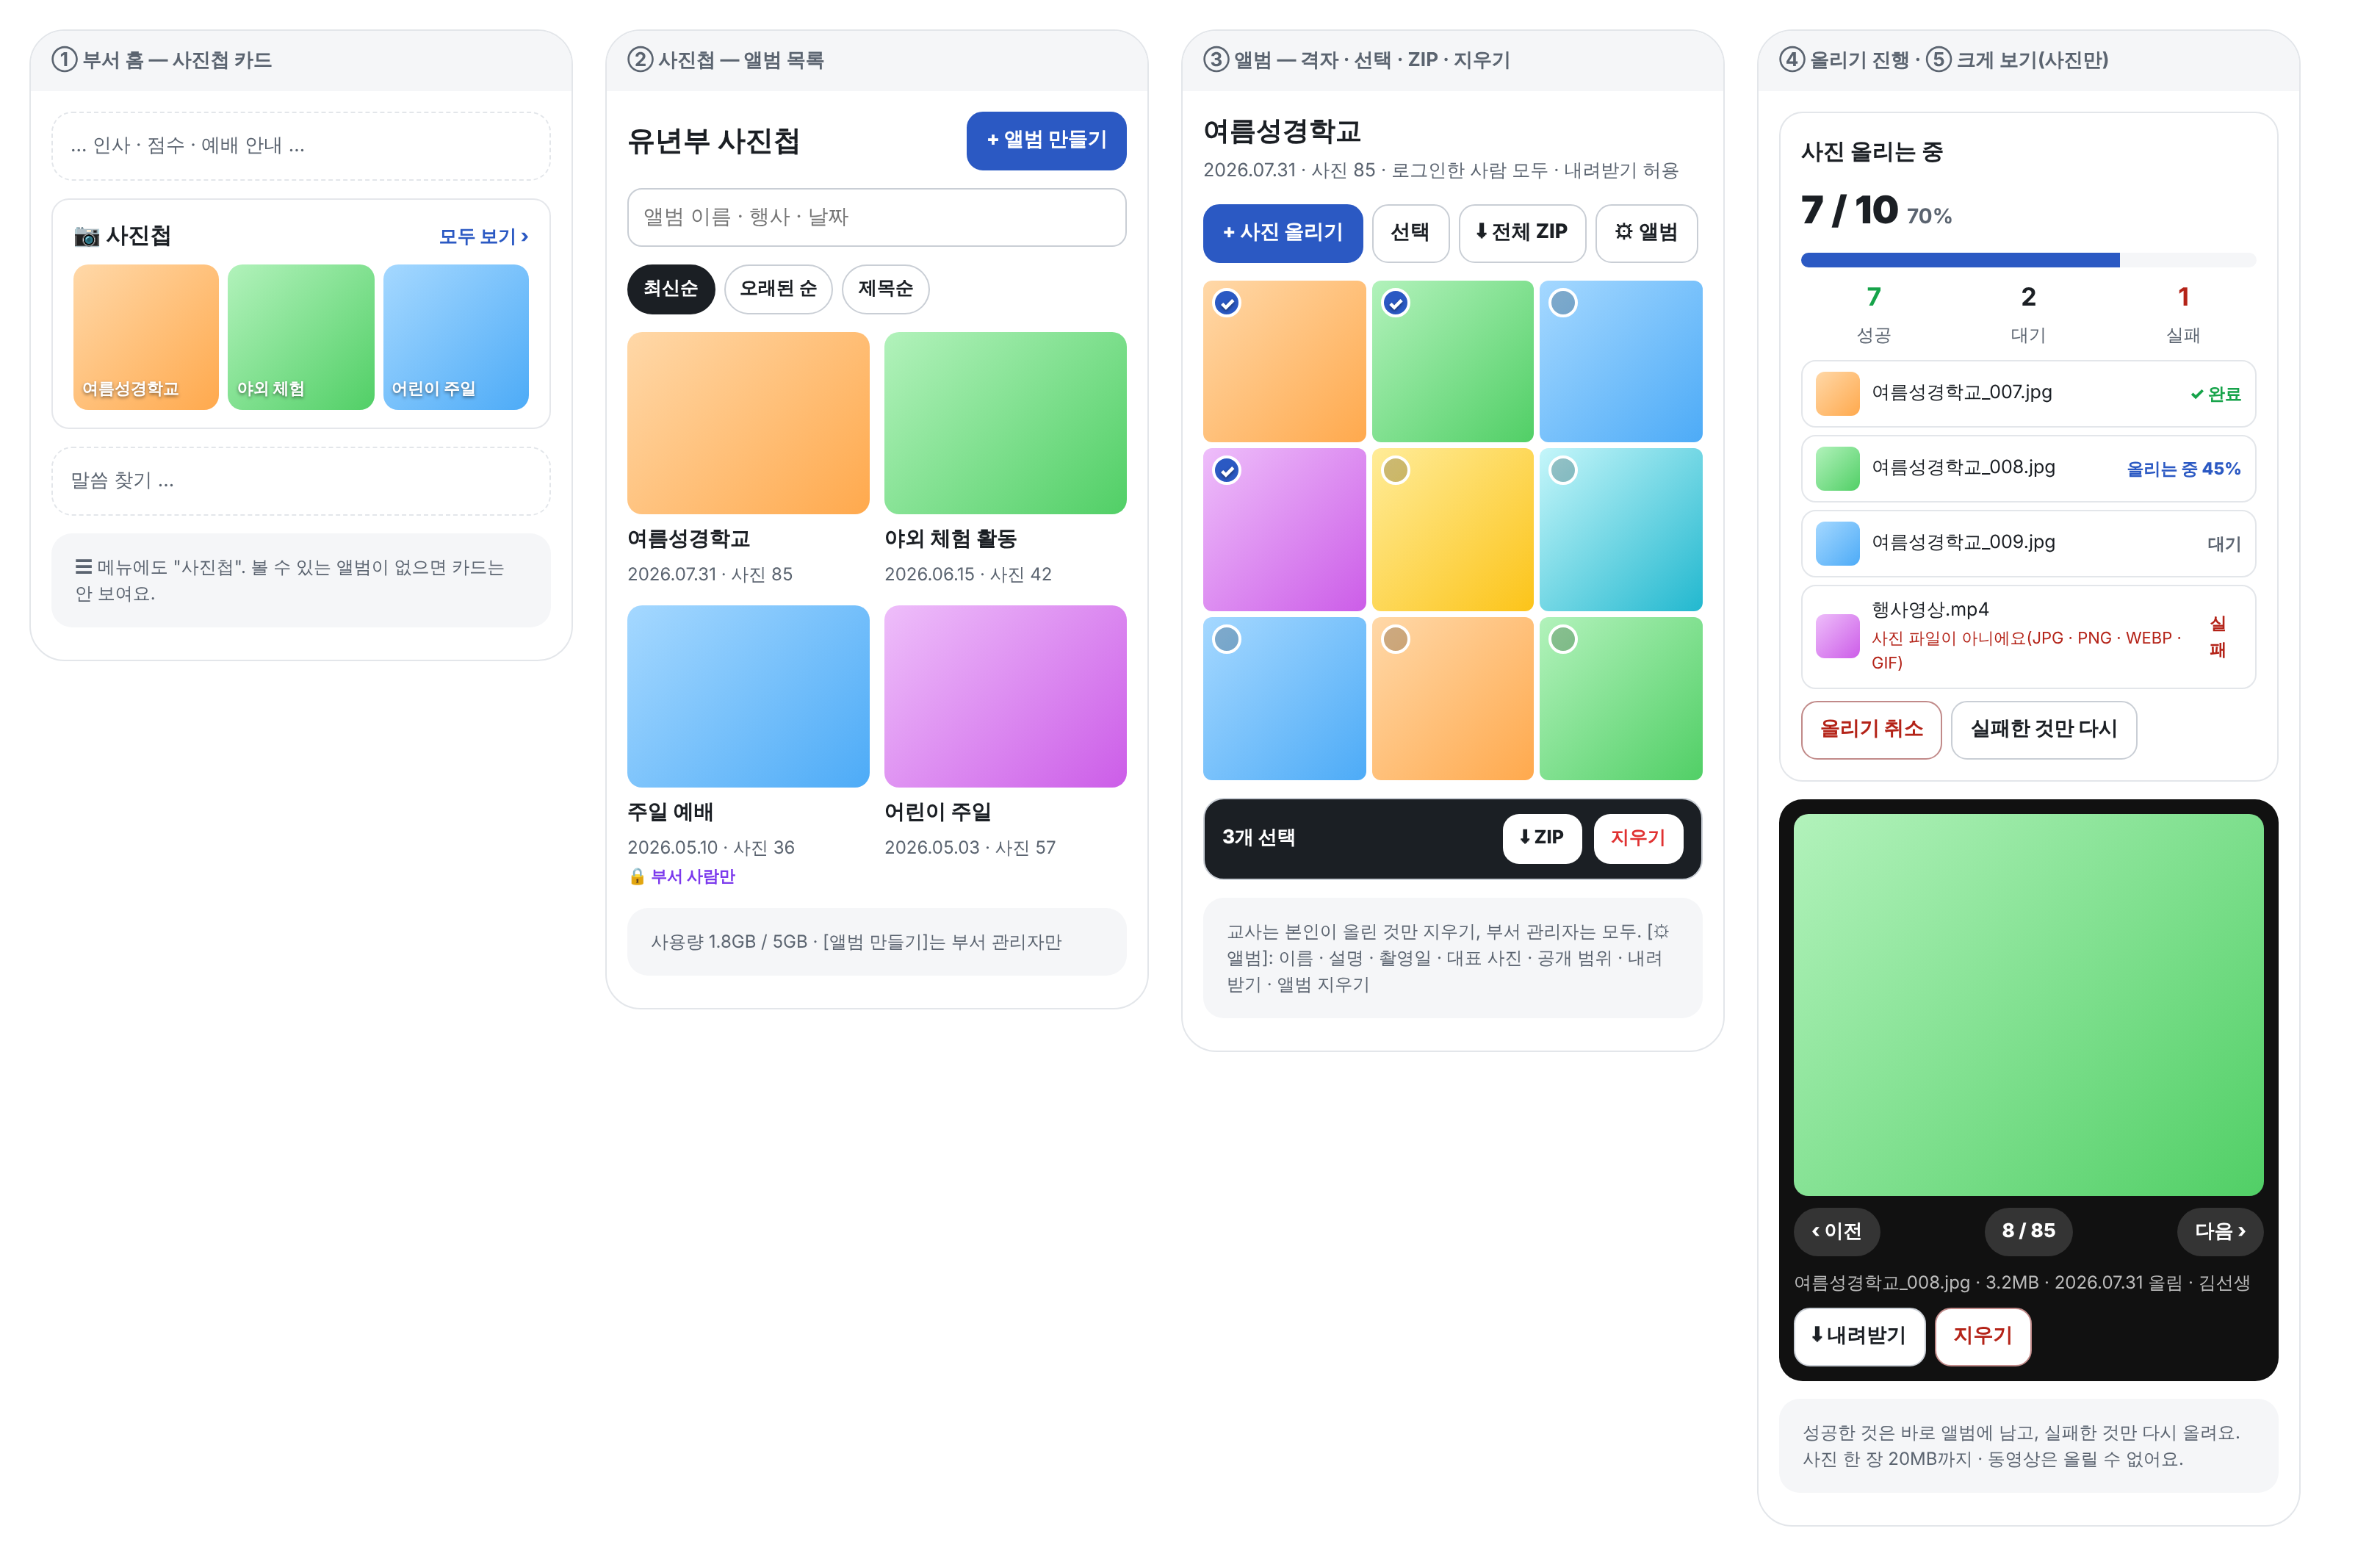 ① 부서 홈 — 사진첩 카드
... 인사 · 점수 · 예배 안내 ...
📷 사진첩
모두 보기 ›
여름성경학교
야외 체험
어린이 주일
말씀 찾기 ...
☰ 메뉴에도 "사진첩". 볼 수 있는 앨범이 없으면 카드는
안 보여요.
② 사진첩 — 앨범 목록
유년부 사진첩
+ 앨범 만들기
앨범 이름 · 행사 · 날짜
최신순
오래된 순
제목순
여름성경학교
2026.07.31 · 사진 85
야외 체험 활동
2026.06.15 · 사진 42
주일 예배
2026.05.10 · 사진 36
🔒 부서 사람만
어린이 주일
2026.05.03 · 사진 57
사용량 1.8GB / 5GB · [앨범 만들기]는 부서 관리자만
③ 앨범 — 격자 · 선택 · ZIP · 지우기
여름성경학교
2026.07.31 · 사진 85 · 로그인한 사람 모두 · 내려받기 허용
+ 사진 올리기
선택
⬇ 전체 ZIP
⚙ 앨범
3개 선택
⬇ ZIP
지우기
교사는 본인이 올린 것만 지우기, 부서 관리자는 모두. [⚙
앨범]: 이름 · 설명 · 촬영일 · 대표 사진 · 공개 범위 · 내려
받기 · 앨범 지우기
④ 올리기 진행 · ⑤ 크게 보기(사진만)
사진 올리는 중
7 / 10 70%
7
성공
2
대기
1
실패
여름성경학교_007.jpg
✓ 완료
여름성경학교_008.jpg
올리는 중 45%
여름성경학교_009.jpg
대기
행사영상.mp4
사진 파일이 아니에요(JPG · PNG · WEBP ·
GIF)
실
패
올리기 취소
실패한 것만 다시
‹ 이전
8 / 85
다음 ›
여름성경학교_008.jpg · 3.2MB · 2026.07.31 올림 · 김선생
⬇ 내려받기
지우기
성공한 것은 바로 앨범에 남고, 실패한 것만 다시 올려요.
사진 한 장 20MB까지 · 동영상은 올릴 수 없어요.